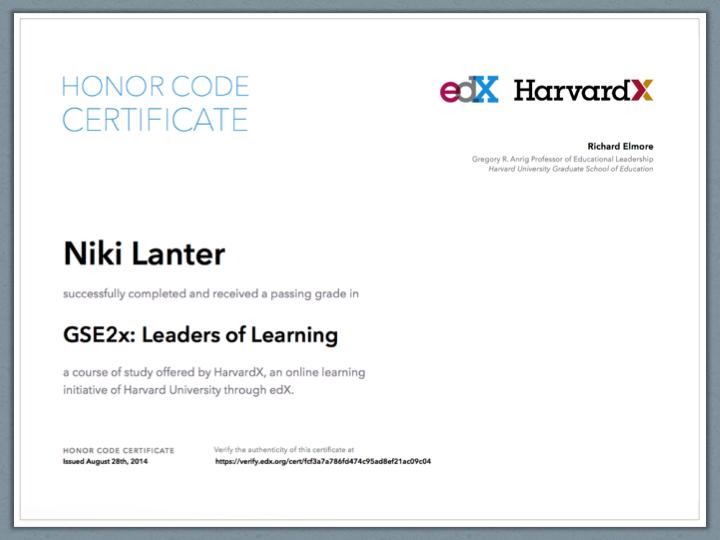 HONOR CODE
CERTIFICATE
edX HarvardX
Richard Elmore
Gregory R. Anrig Professor of Educational Leadership
Harvard University Graduate School of Education
Niki Lanter
successfully completed and received a passing grade in
GSE2x: Leaders of Learning
a course of study offered by HarvardX, an online learning
initiative of Harvard University through edX.
HONOR CODE CERTIFICATE
Issued August 28th, 2014
Verify the authenticity of this certificate at
https://verify.edx.org/cert/fcf3a7a786fd474c95ad8ef21ac09c04